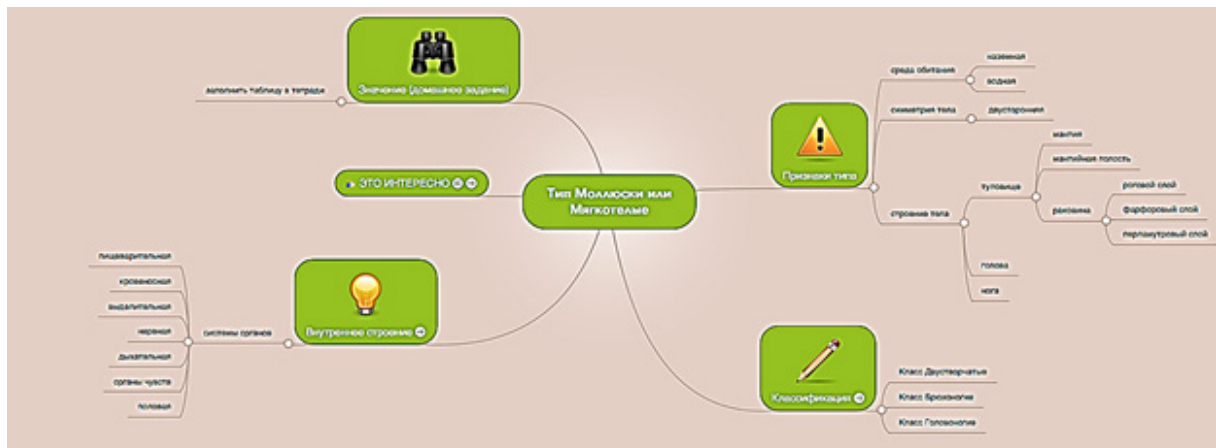 Тип Моллюски или
Мягкотелые
Значение (домашнее задание)
заполнить таблицу в тетради
ЭТО ИНТЕРЕСНО
Внутреннее строение
системы органов
пищеварительная
кровеносная
выделительная
нервная
дыхательная
органы чувств
половая
Признаки типа
среда обитания
наземная
водная
симметрия тела
двусторонняя
строение тела
туловище
мантия
мантийная полость
раковина
роговой слой
фарфоровый слой
перламутровый слой
голова
нога
Классификация
Класс Двустворчатые
Класс Брюхоногие
Класс Головоногие